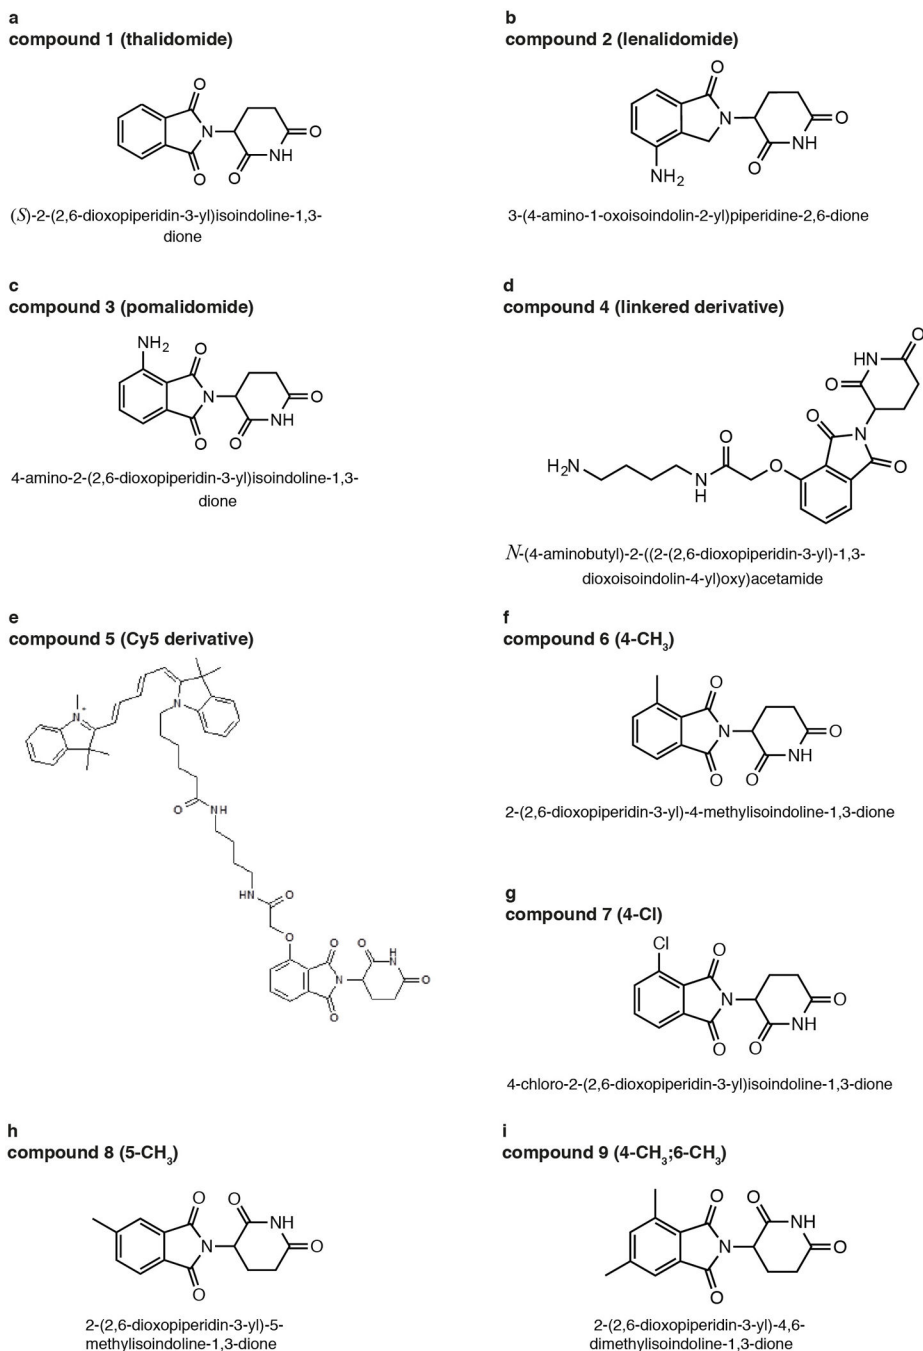 a
compound 1 (thalidomide)
O
N
O
O
NH
O
(S)-2-(2,6-dioxopiperidin-3-yl)isoindoline-1,3-
dione
b
compound 2 (lenalidomide)
O
N
O
NH
O
NH2
3-(4-amino-1-oxoisoindolin-2-yl)piperidine-2,6-dione
c
compound 3 (pomalidomide)
NH2
O
N
O
NH
O
O
4-amino-2-(2,6-dioxopiperidin-3-yl)isoindoline-1,3-
dione
d
compound 4 (linkered derivative)
O
HN
O
O
N
O
O
O
H2N
N
H
N-(4-aminobutyl)-2-((2-(2,6-dioxopiperidin-3-yl)-1,3-
dioxoisoindolin-4-yl)oxy)acetamide
e
compound 5 (Cy5 derivative)
N+
N
O
NH
HN
O
O
O
O
H
N
N
O
O
f
compound 6 (4-CH3)
O
N
O
NH
O
O
2-(2,6-dioxopiperidin-3-yl)-4-methylisoindoline-1,3-dione
g
compound 7 (4-Cl)
Cl
O
N
O
NH
O
O
4-chloro-2-(2,6-dioxopiperidin-3-yl)isoindoline-1,3-dione
h
compound 8 (5-CH3)
O
O
NH
N
O
O
2-(2,6-dioxopiperidin-3-yl)-5-
methylisoindoline-1,3-dione
i
compound 9 (4-CH3;6-CH3)
O
O
NH
N
O
O
2-(2,6-dioxopiperidin-3-yl)-4,6-
dimethylisoindoline-1,3-dione